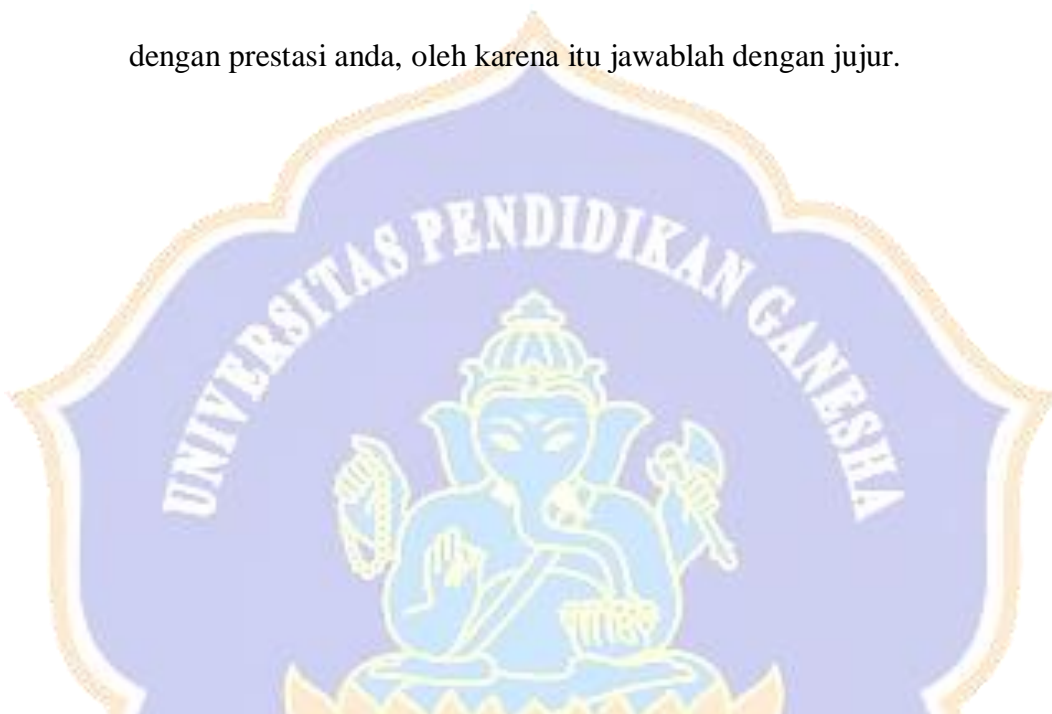 dengan prestasi anda, oleh karena itu jawablah dengan jujur.
UNIVERSITAS PENDIDIKAN GANESHA